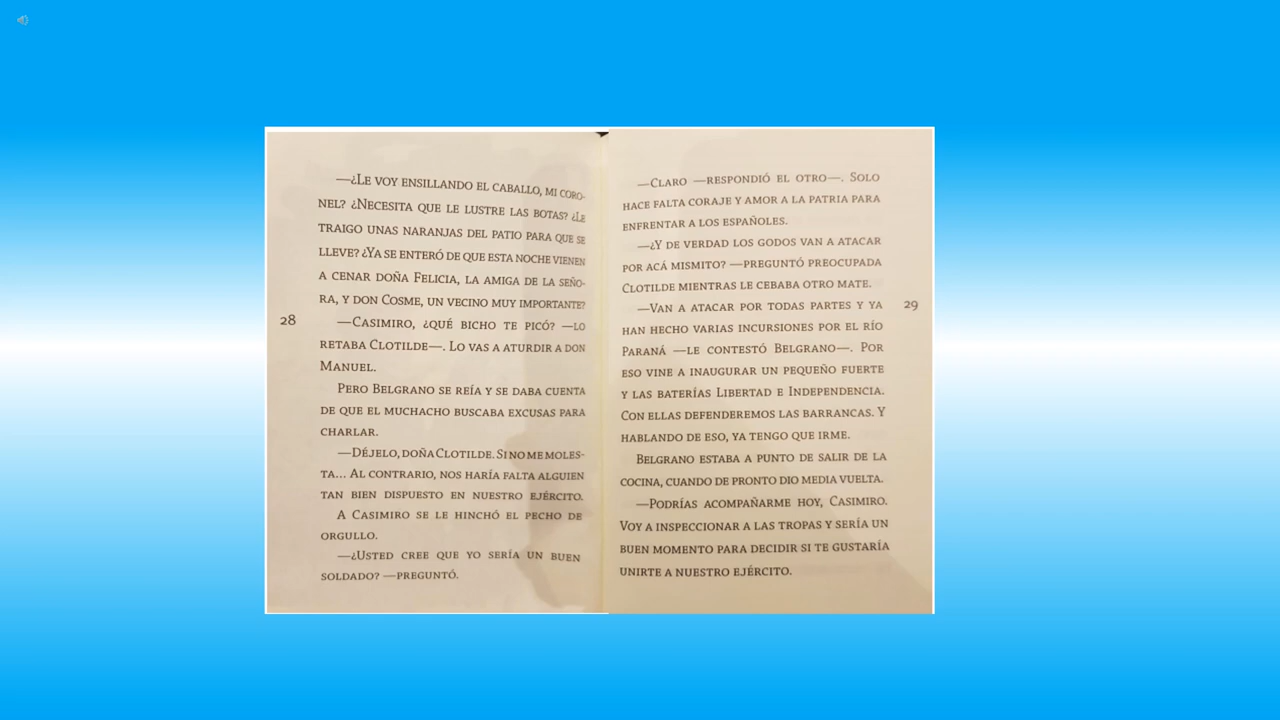 —¿Le voy ensillando el caballo, mi coro-
nel? ¿Necesita que le lustre las botas? ¿Le
traigo unas naranjas del patio para que se
lleve? ¿Ya se enteró de que esta noche vienen
a cenar doña Felicia, la amiga de la seño-
ra, y don Cosme, un vecino muy importante?
—Casimiro, ¿qué bicho te picó? —lo
retaba Clotilde—. Lo vas a aturdir a don
Manuel.
Pero Belgrano se reía y se daba cuenta
de que el muchacho buscaba excusas para
charlar.
—Déjelo, doña Clotilde. Si no me moles-
ta... Al contrario, nos haría falta alguien
tan bien dispuesto en nuestro ejército.
A Casimiro se le hinchó el pecho de
orgullo.
—¿Usted cree que yo sería un buen
soldado? —preguntó.
28
—Claro —respondió el otro—. Solo
hace falta coraje y amor a la patria para
enfrentar a los españoles.
—¿Y de verdad los godos van a atacar
por acá mismito? —preguntó preocupada
Clotilde mientras le cebaba otro mate.
—Van a atacar por todas partes y ya
han hecho varias incursiones por el río
Paraná —le contestó Belgrano—. Por
eso vine a inaugurar un pequeño fuerte
y las baterías Libertad e Independencia.
Con ellas defenderemos las barrancas. Y
hablando de eso, ya tengo que irme.
Belgrano estaba a punto de salir de la
cocina, cuando de pronto dio media vuelta.
—Podrías acompañarme hoy, Casimiro.
Voy a inspeccionar a las tropas y sería un
buen momento para decidir si te gustaría
unirte a nuestro ejército.
29